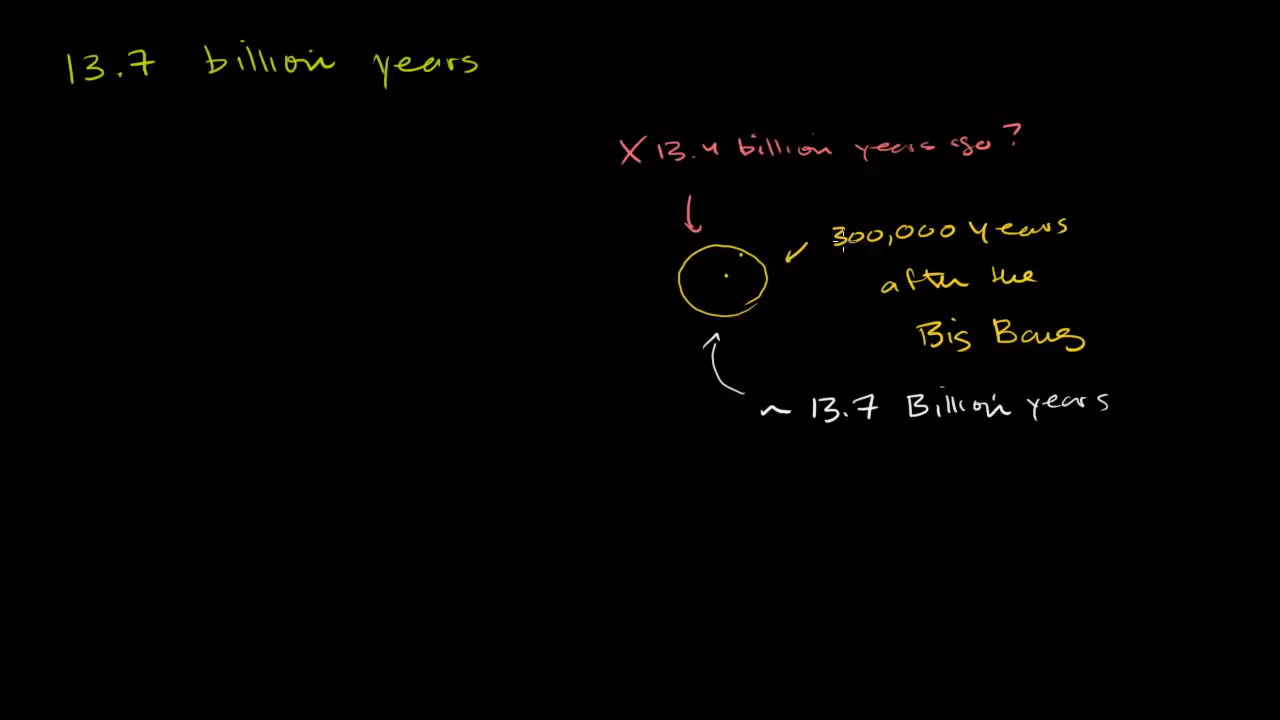 13.7 billion years
X 13.4 billion years ago?
300,000 years
after the
Big Bang
~ 13.7 Billion years